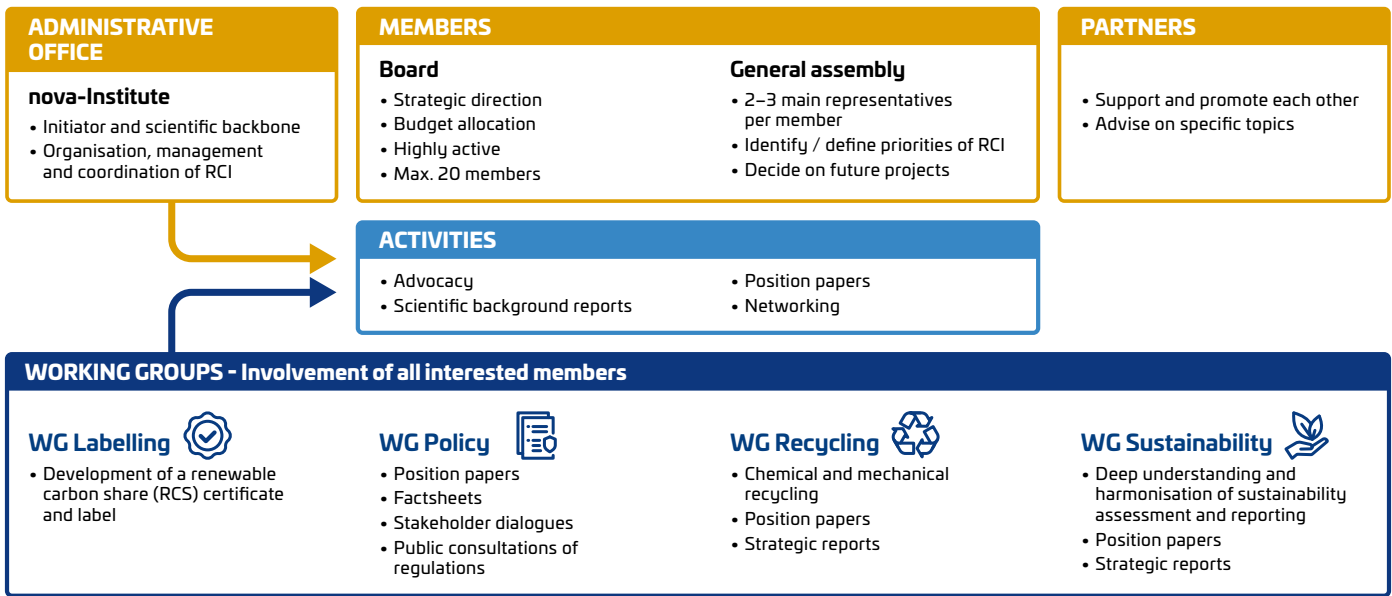 ADMINISTRATIVE
OFFICE
nova-Institute
• Initiator and scientific backbone
• Organisation, management
and coordination of RCI
MEMBERS
Board
• Strategic direction
• Budget allocation
• Highly active
• Max. 20 members
General assembly
• 2–3 main representatives
per member
• Identify / define priorities of RCI
• Decide on future projects
PARTNERS
• Support and promote each other
• Advise on specific topics
ACTIVITIES
• Advocacy
• Scientific background reports
• Position papers
• Networking
WORKING GROUPS – Involvement of all interested members
WG Labelling
• Development of a renewable
carbon share (RCS) certificate
and label
WG Policy
• Position papers
• Factsheets
• Stakeholder dialogues
• Public consultations of
regulations
WG Recycling
• Chemical and mechanical
recycling
• Position papers
• Strategic reports
WG Sustainability
• Deep understanding and
harmonisation of sustainability
assessment and reporting
• Position papers
• Strategic reports